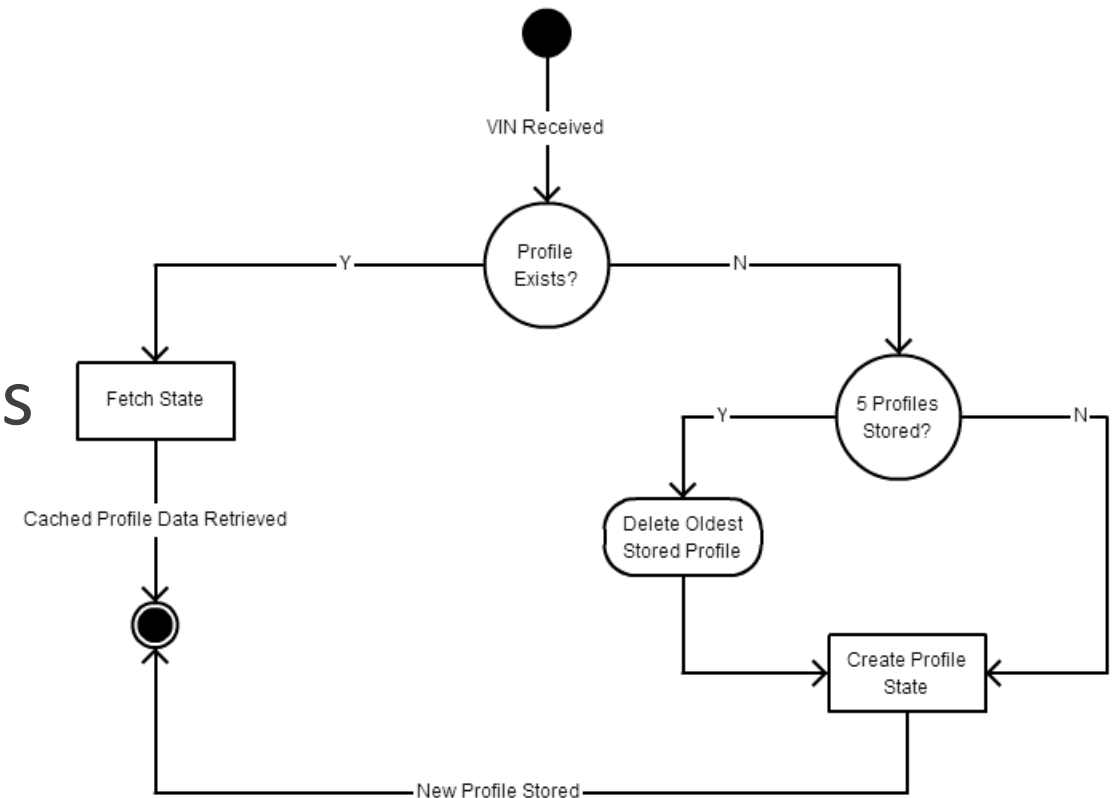 VIN Received
Profile
Exists?
Y
N
s
Fetch State
5 Profiles
Stored?
Y
N
Cached Profile Data Retrieved
Delete Oldest
Stored Profile
Create Profile
State
New Profile Stored